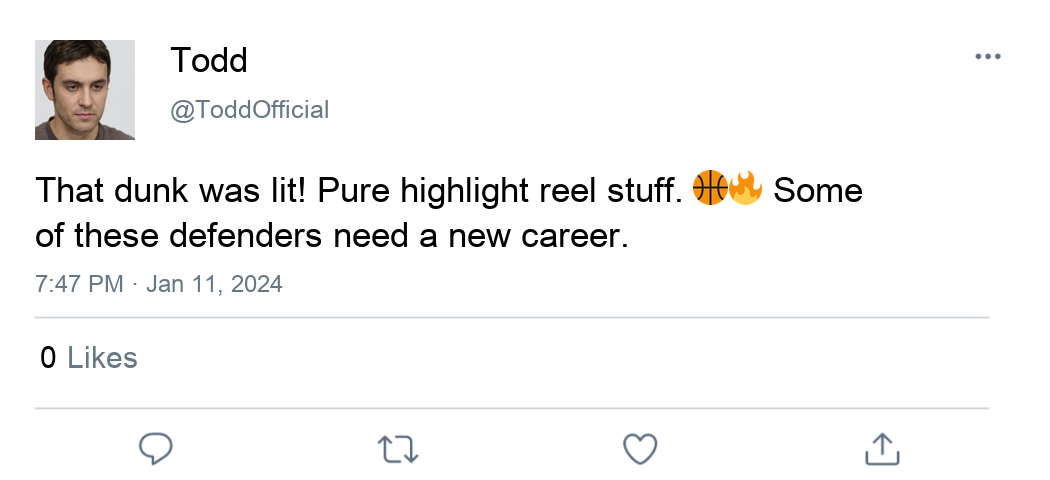 Todd
@ToddOfficial
That dunk was lit! Pure highlight reel stuff. 🏀🔥 Some
of these defenders need a new career.
7:47 PM · Jan 11, 2024
0 Likes